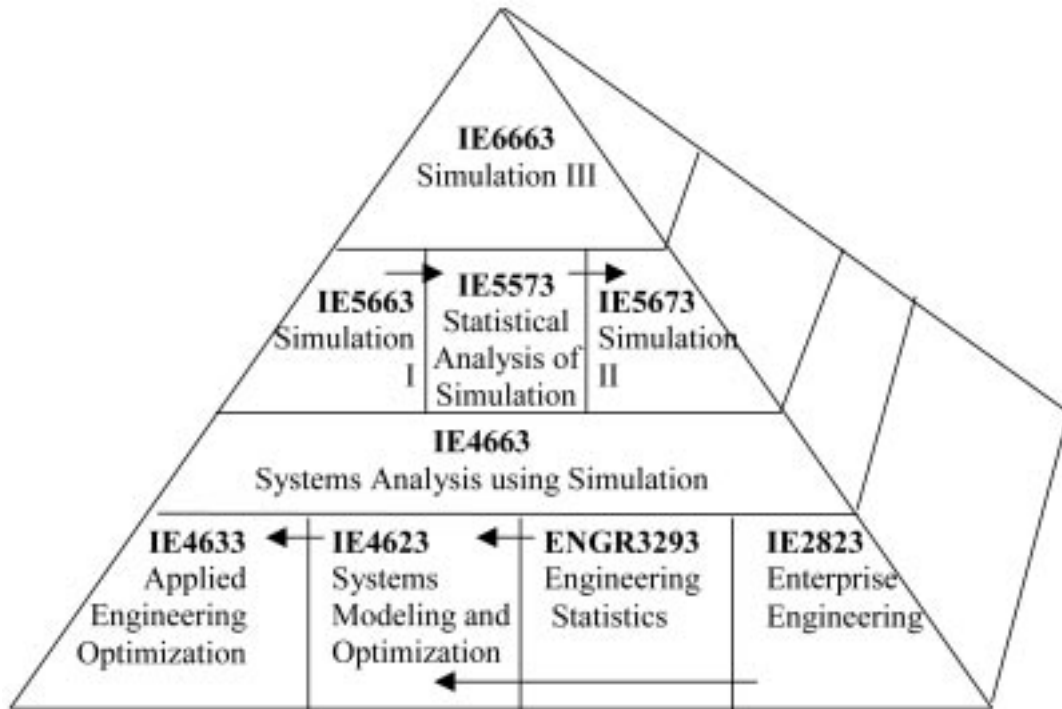 IE6663
Simulation III
IE5663
Simulation
I
IE5573
Statistical
Analysis of
Simulation
IE5673
Simulation
II
IE4663
Systems Analysis using Simulation
IE4633
Applied
Engineering
Optimization
IE4623
Systems
Modeling and
Optimization
ENGR3293
Engineering
Statistics
IE2823
Enterprise
Engineering